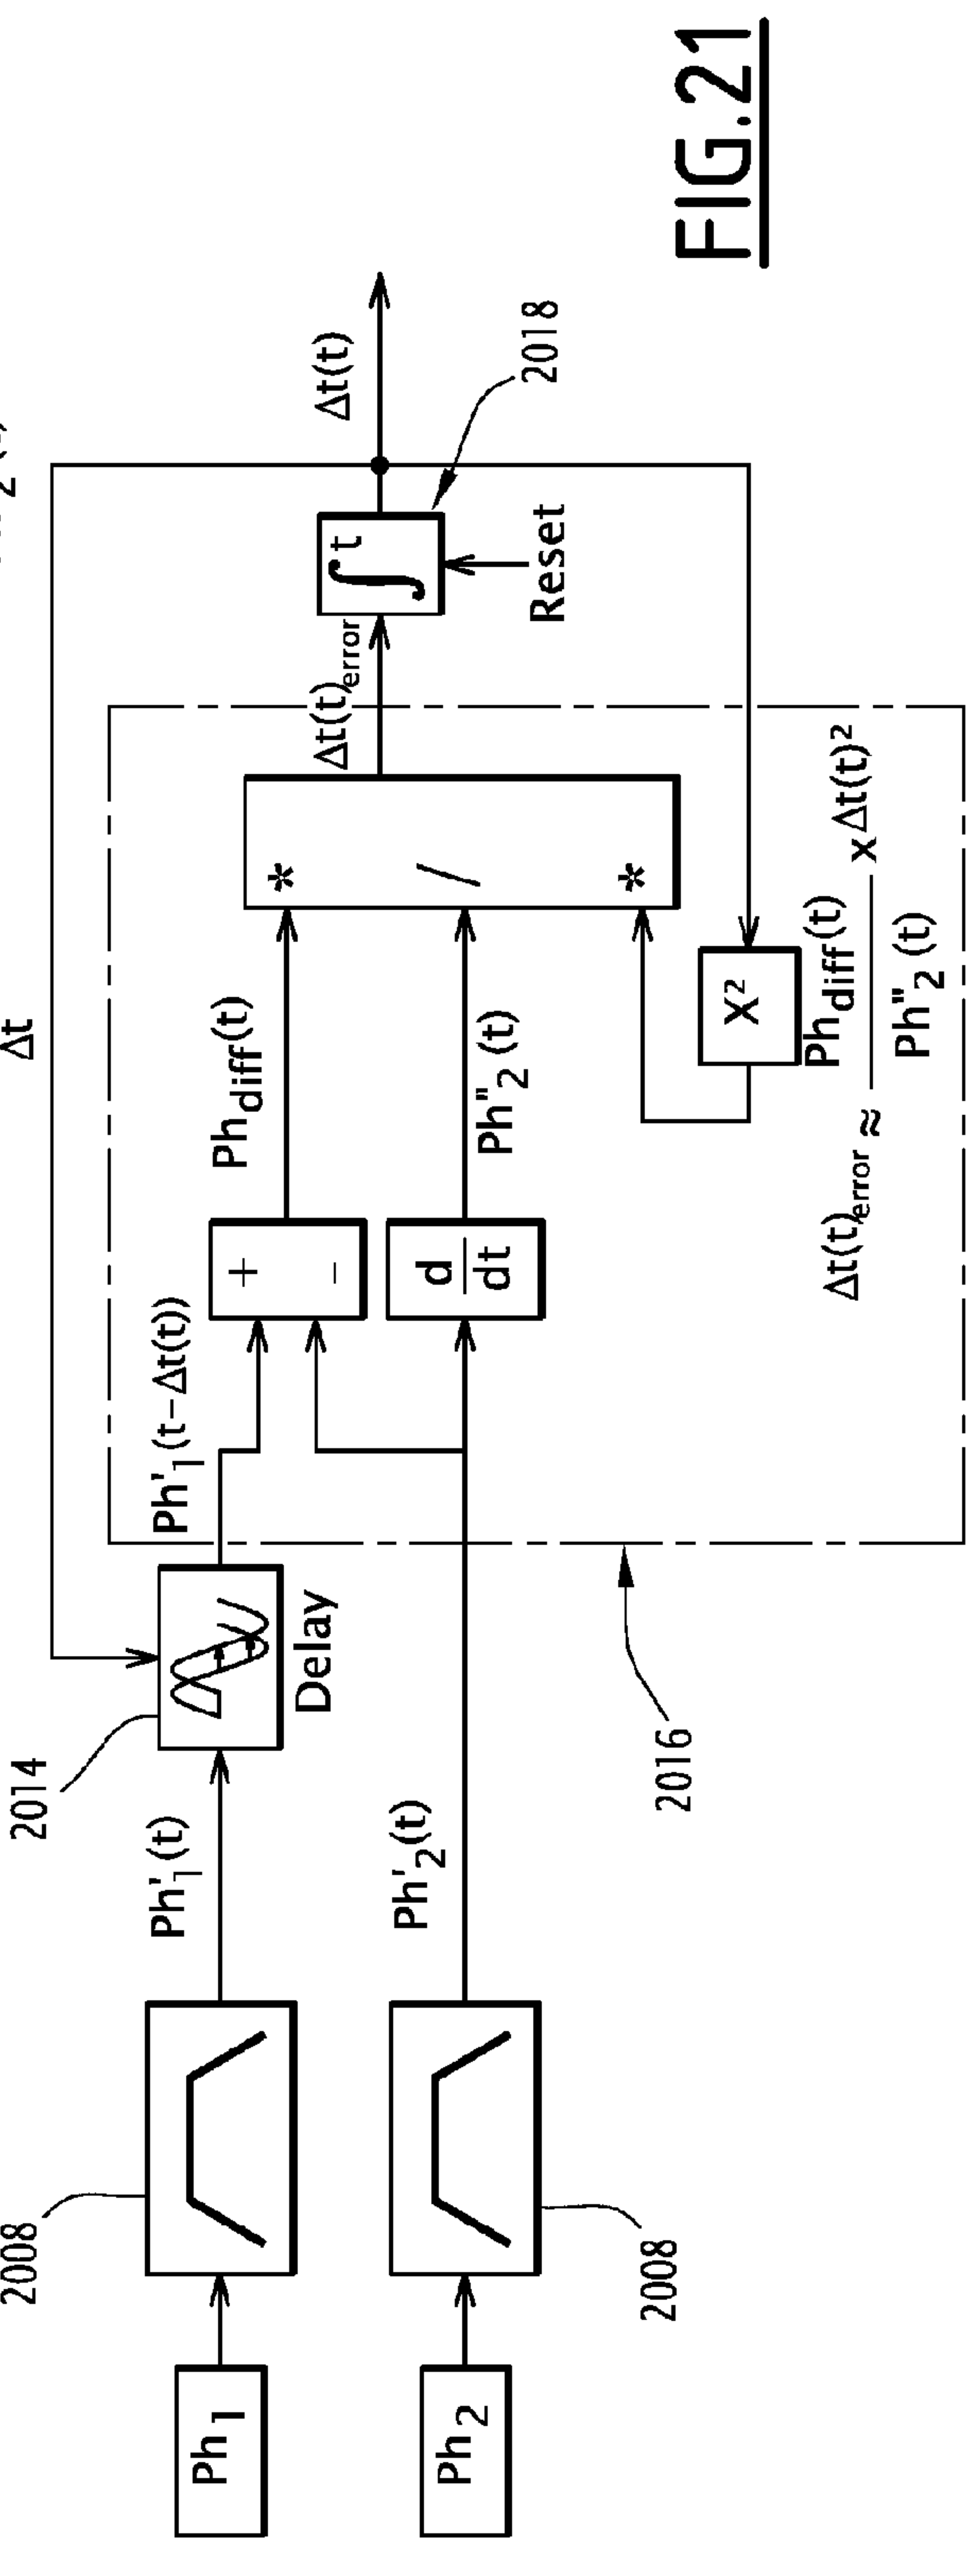 Δt
2014
Ph'1(t-Δt(t))
2008
Ph1
Ph'1(t)
Delay
+
−
Phdiff(t)
*
/
*
Δt(t)error
∫t
Δt(t)
Reset
2018
Ph2
2008
Ph'2(t)
d
dt
Ph"2(t)
X²
2016
Δt(t)error ≈ Phdiff(t)
Ph"2(t)
x Δt(t)²
FIG.21